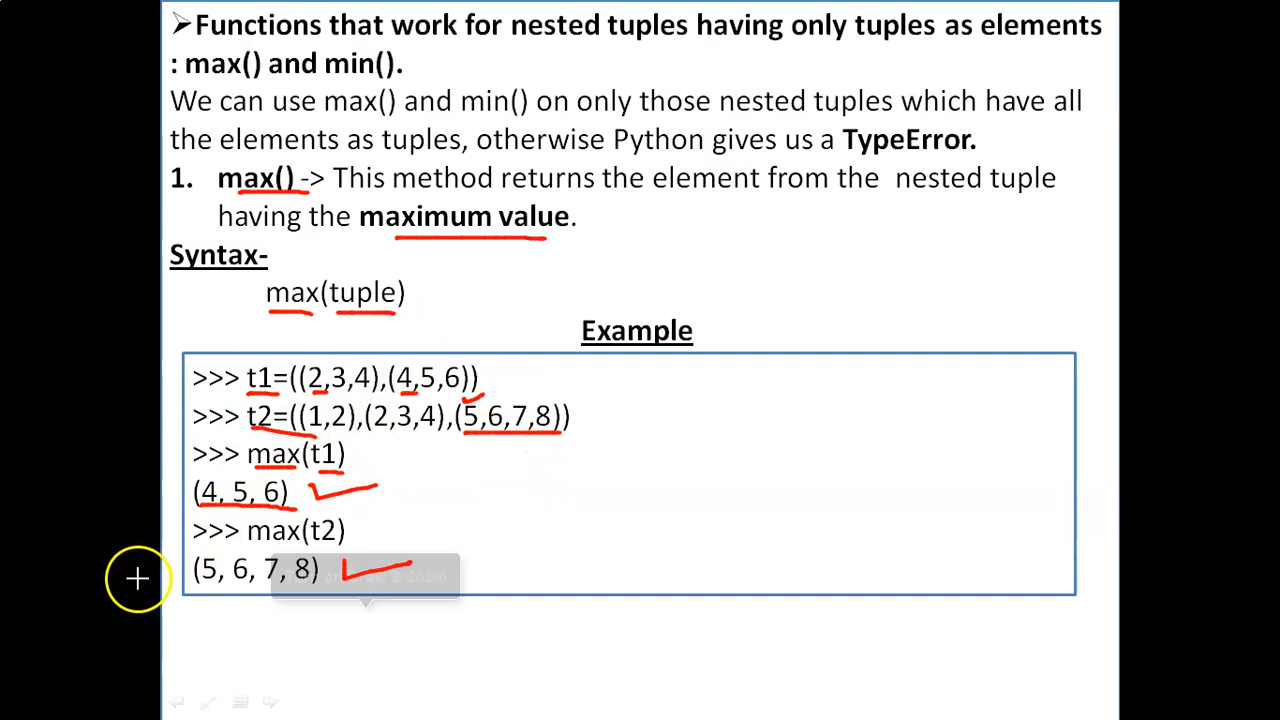 ➢Functions that work for nested tuples having only tuples as elements
: max() and min().
We can use max() and min() on only those nested tuples which have all
the elements as tuples, otherwise Python gives us a TypeError.
1. max() -> This method returns the element from the nested tuple
having the maximum value.
Syntax-
max(tuple)
Example
>>> t1=((2,3,4),(4,5,6))
>>> t2=((1,2),(2,3,4),(5,6,7,8))
>>> max(t1)
(4, 5, 6)
>>> max(t2)
(5, 6, 7, 8)
Zoom